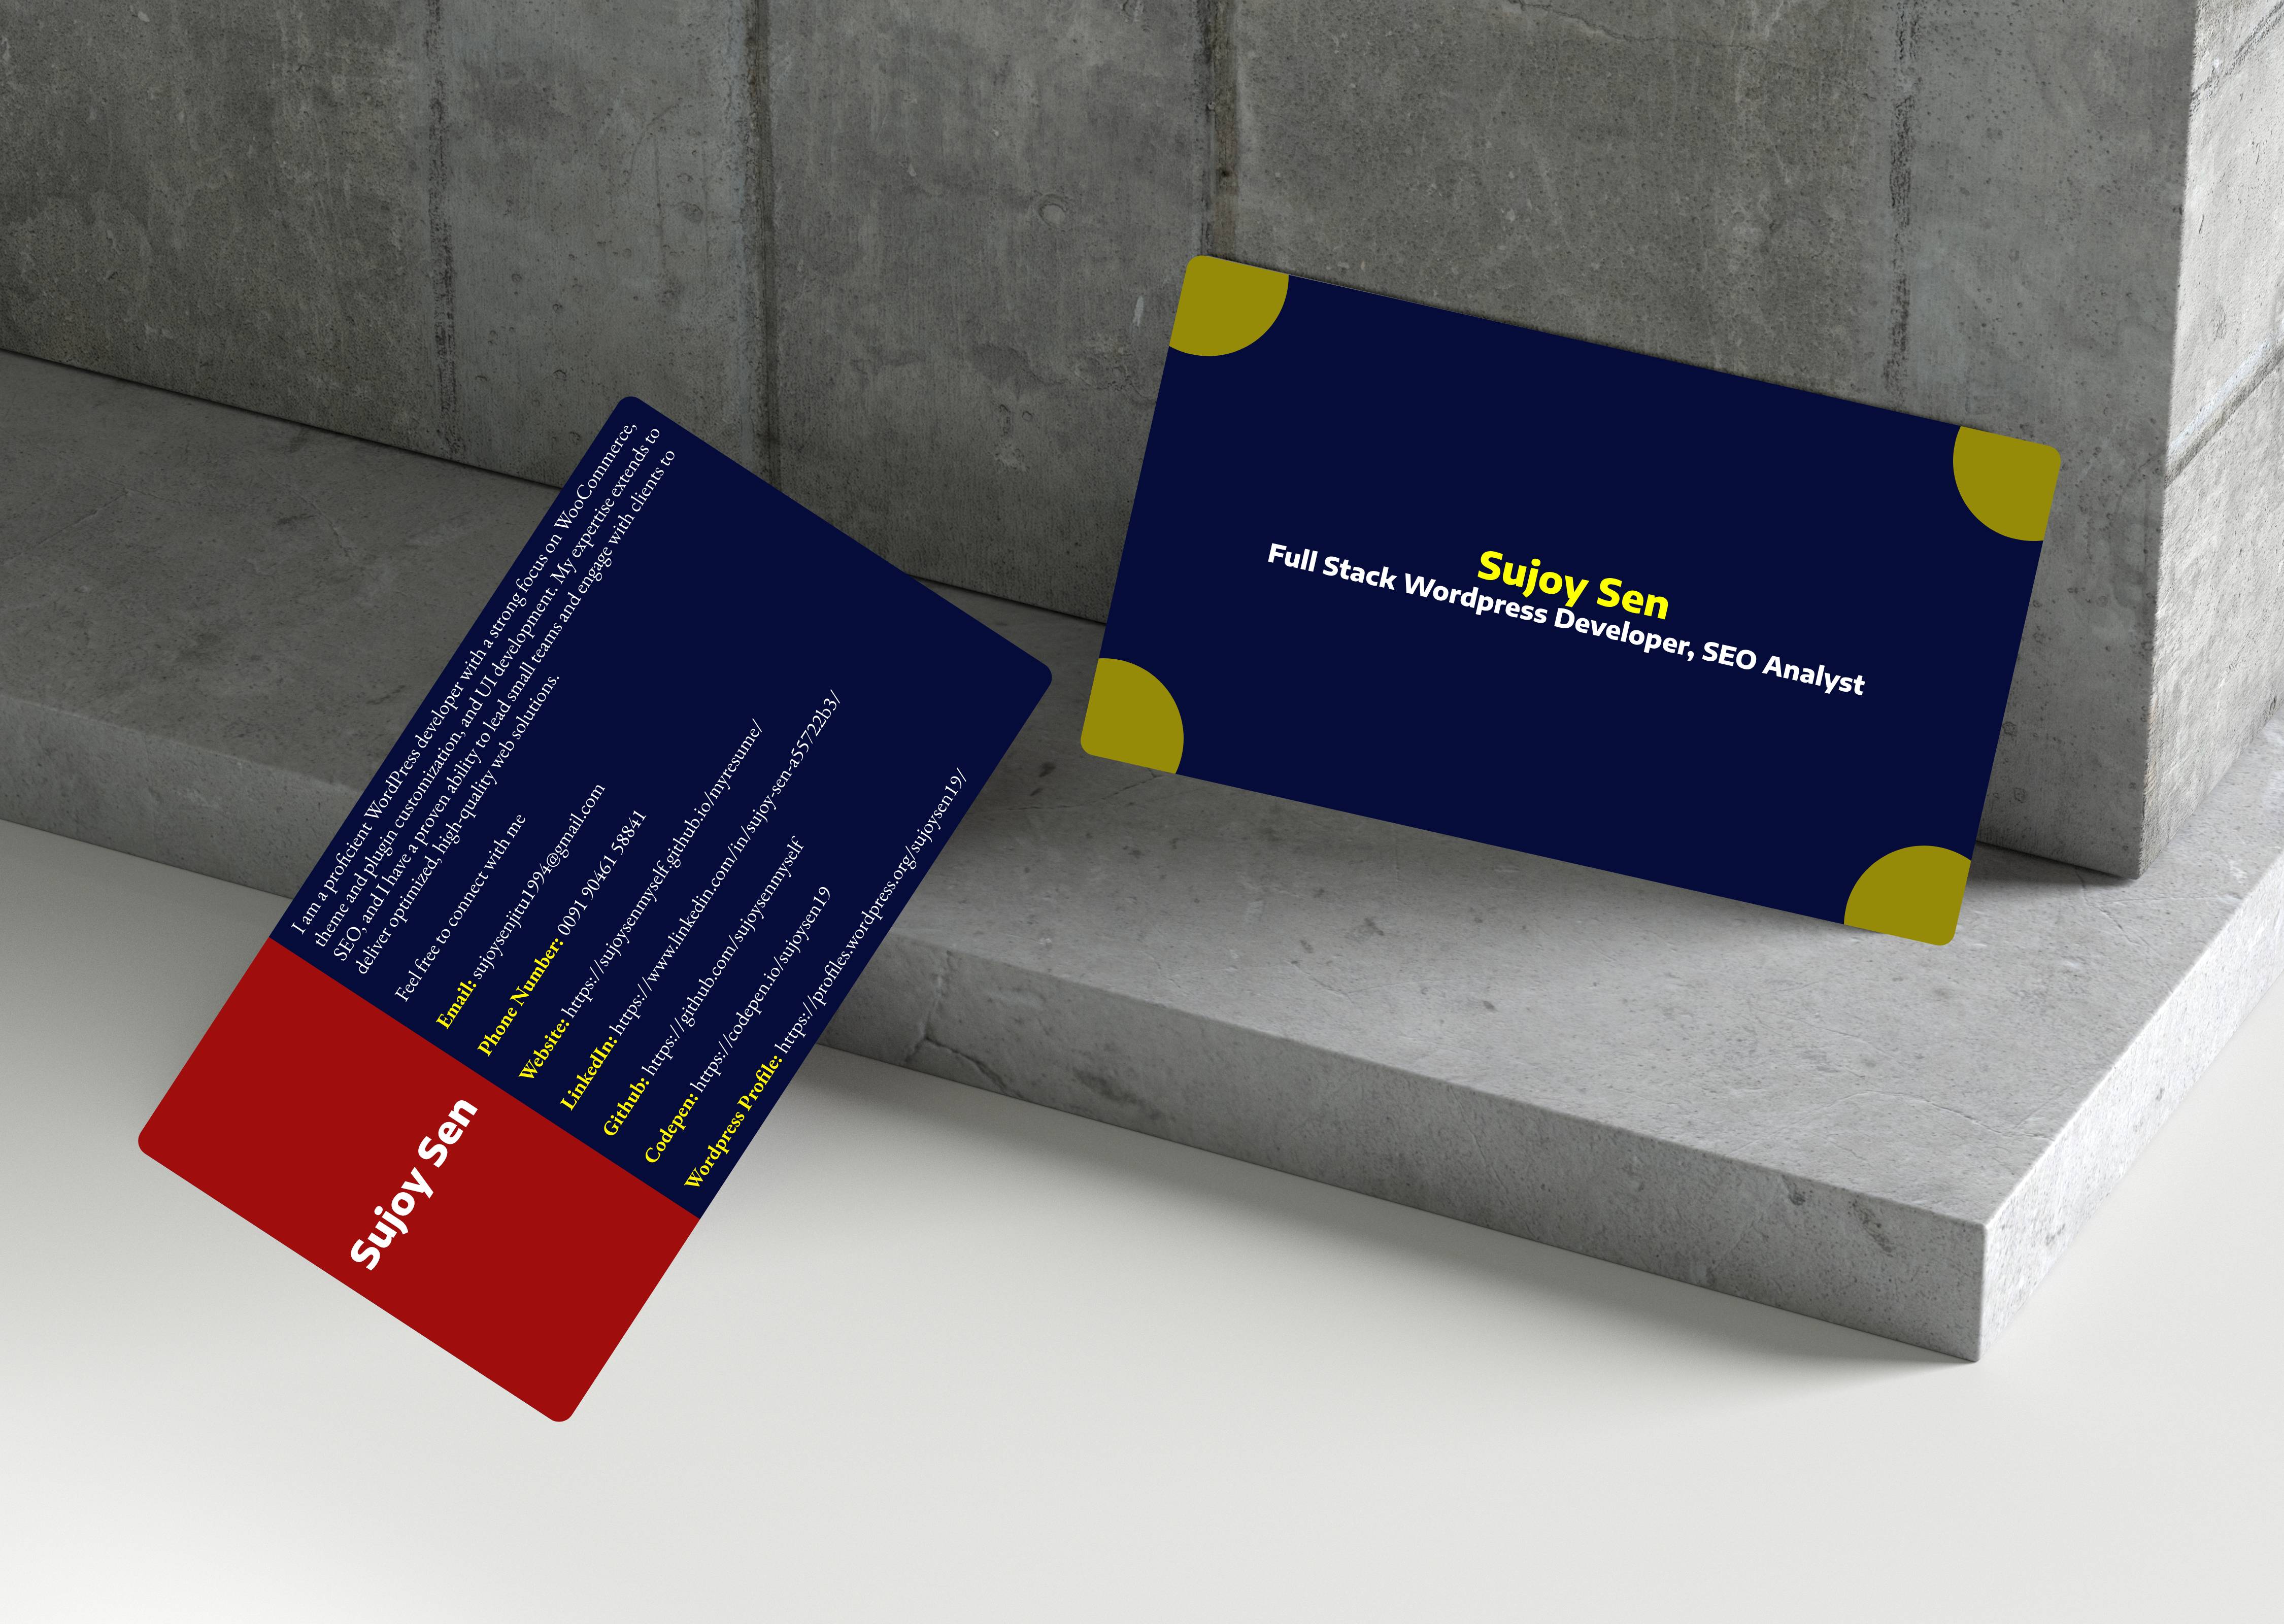 I am a proficient WordPress developer with a strong focus on WooCommerce,
theme and plugin customization, and UI development. My expertise extends to
SEO, and I have a proven ability to lead small teams and engage with clients to
deliver optimized, high-quality web solutions.
Feel free to connect with me
Email: sujoysenjitu1994@gmail.com
Phone Number: 0091 90461 58841
Website: https://sujoysenmyself.github.io/myresume/
LinkedIn: https://www.linkedin.com/in/sujoy-sen-a55722b3/
Github: https://github.com/sujoysenmyself
Codepen: https://codepen.io/sujoysen19
Wordpress Profile: https://profiles.wordpress.org/sujoysen19/
Sujoy Sen
Sujoy Sen
Full Stack Wordpress Developer, SEO Analyst